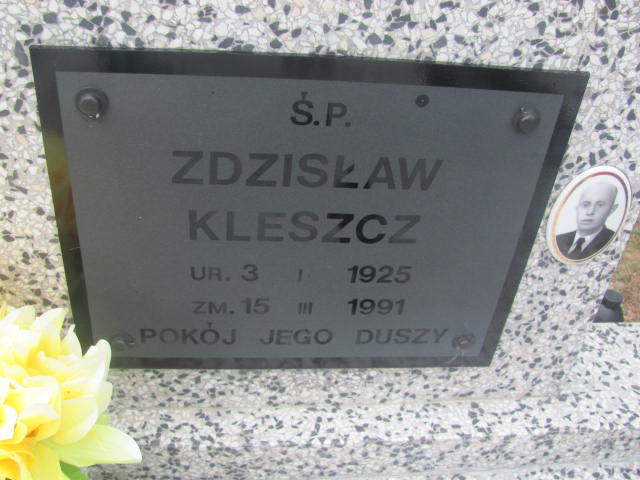 Ś.P.
ZDZISŁAW
KLESZCZ
UR. 3 I 1925
ZM. 15 III 1991
POKÓJ JEGO DUSZY